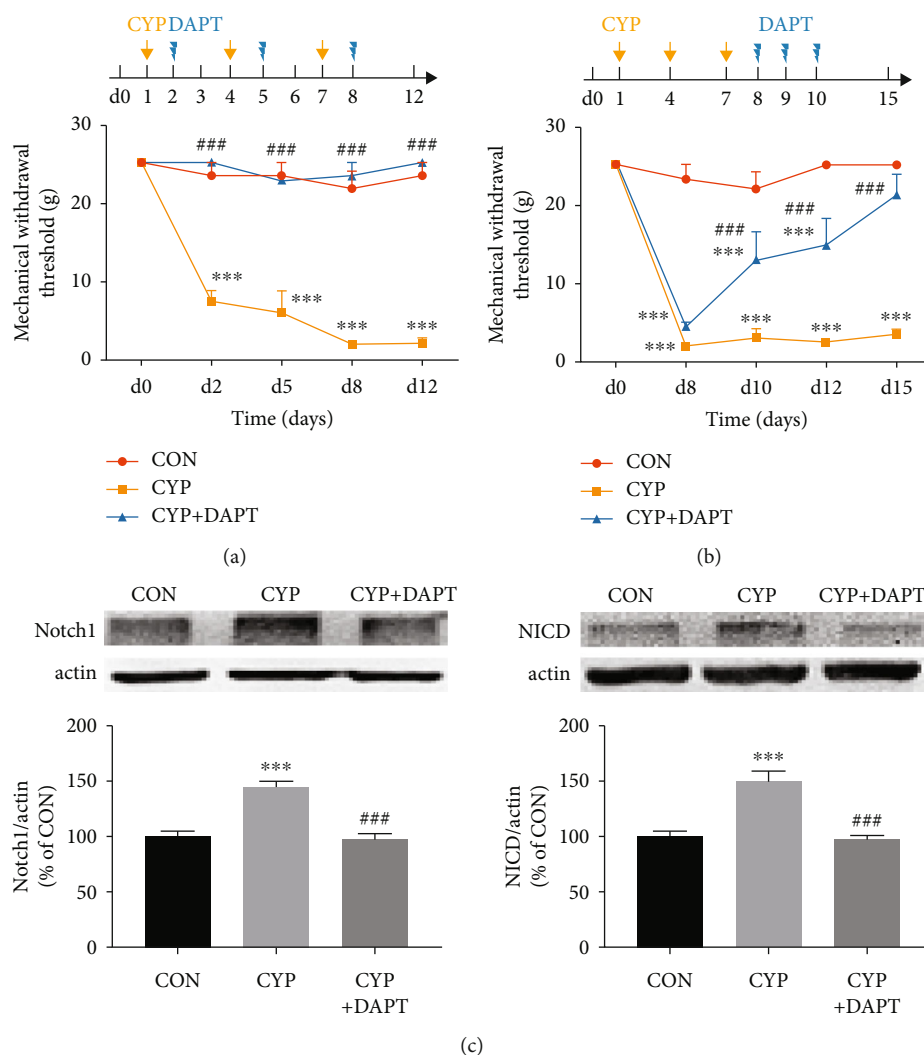 CYP DAPT
d0 1 2 3 4 5 6 7 8 12
30
20
10
0
Mechanical withdrawal
threshold (g)
### ### ### ###
***
***
***
***
d0 d2 d5 d8 d12
Time (days)
CON
CYP
CYP+DAPT
(a)
CYP DAPT
d0 1 4 7 8 9 10 15
30
20
10
0
Mechanical withdrawal
threshold (g)
###
***
###
***
###
***
***
***
***
***
d0 d8 d10 d12 d15
Time (days)
CON
CYP
CYP+DAPT
(b)
CON CYP CYP+DAPT
Notch1
actin
200
150
100
50
0
Notch1/actin
(% of CON)
***
###
CON CYP CYP
+DAPT
CON CYP CYP+DAPT
NICD
actin
200
150
100
50
0
NICD/actin
(% of CON)
***
###
CON CYP CYP
+DAPT
(c)